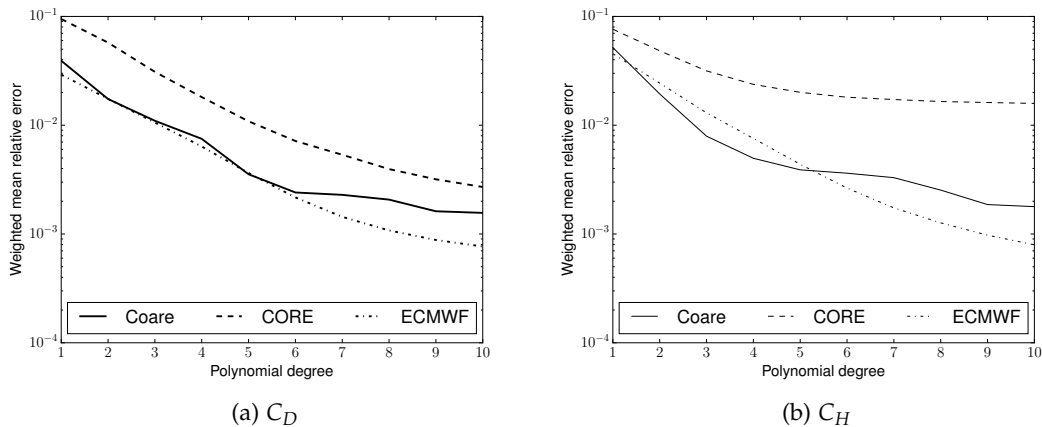 Weighted mean relative error
10⁻¹
10⁻²
10⁻³
10⁻⁴
Coare CORE ECMWF
1 2 3 4 5 6 7 8 9 10
Polynomial degree
(a) C_D
Weighted mean relative error
10⁻¹
10⁻²
10⁻³
10⁻⁴
Coare CORE ECMWF
1 2 3 4 5 6 7 8 9 10
Polynomial degree
(b) C_H